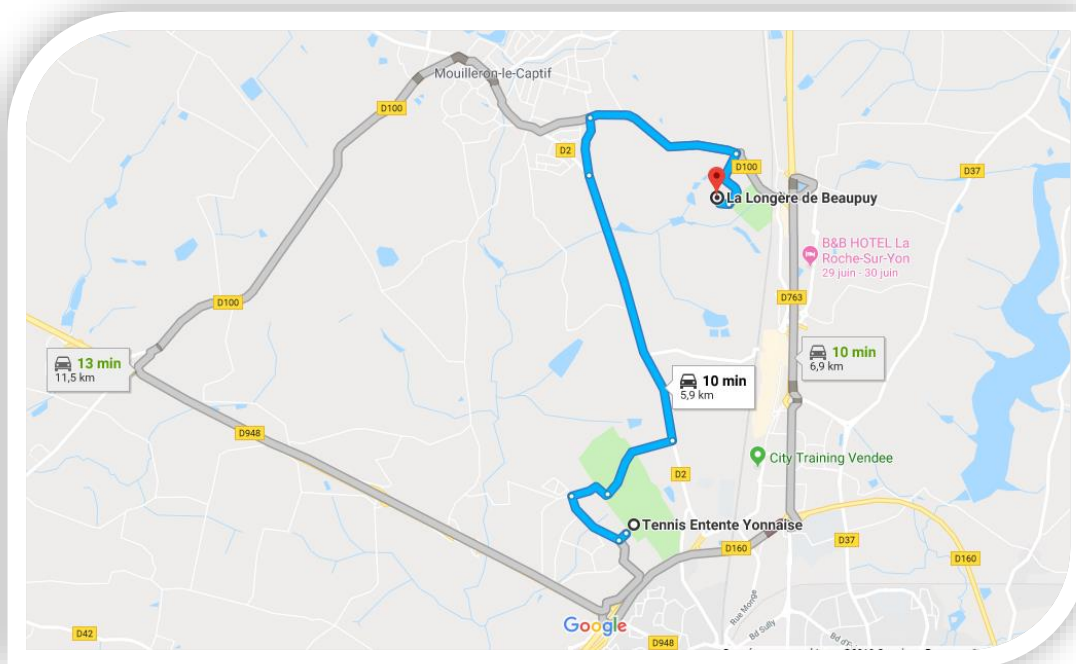 Mouilleron-le-Captif
D100
D2
D100
D37
La Longère de Beaupuy
B&B HOTEL La
Roche-Sur-Yon
29 juin - 30 juin
D100
D763
13 min
11,5 km
10 min
6,9 km
10 min
5,9 km
D948
City Training Vendee
D2
Tennis Entente Yonnaise
D160
D37
D160
Rue Monge
Google
Bd Sully
D42
D948